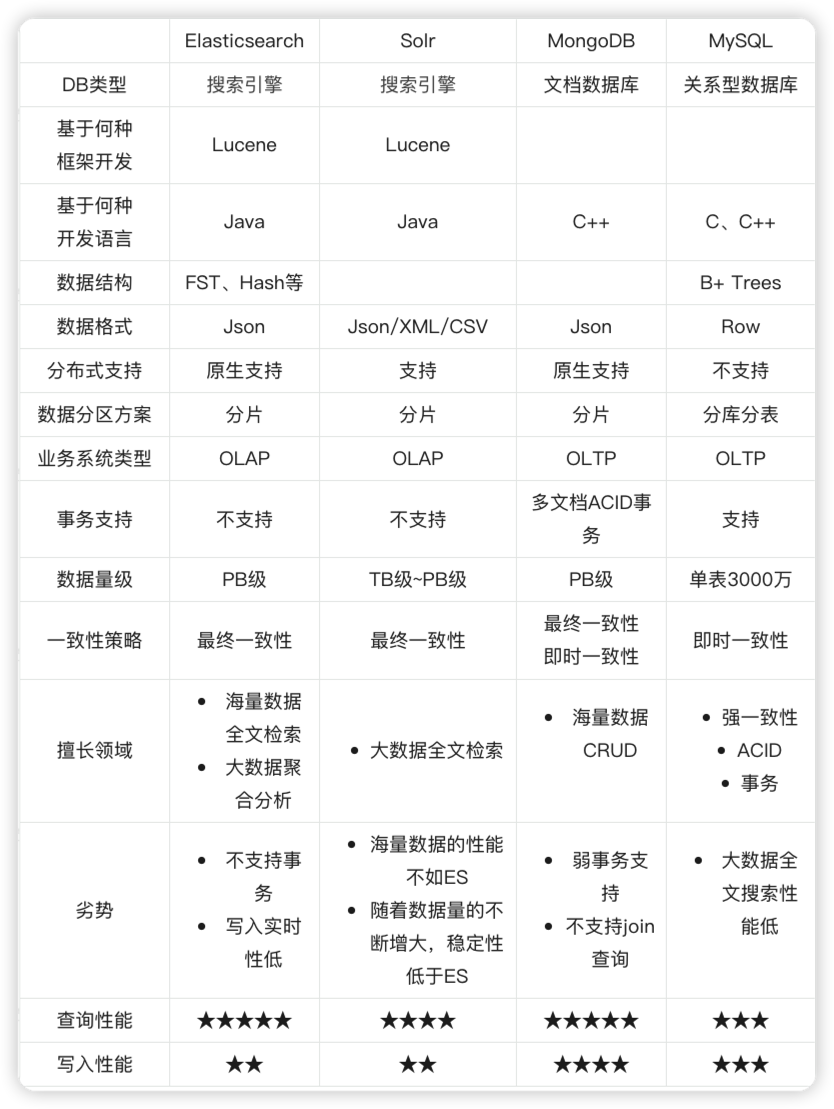 Elasticsearch Solr MongoDB MySQL
DB类型 搜索引擎 搜索引擎 文档数据库 关系型数据库
基于何种
框架开发 Lucene Lucene
基于何种
开发语言 Java Java C++ C、C++
数据结构 FST、Hash等 B+ Trees
数据格式 Json Json/XML/CSV Json Row
分布式支持 原生支持 支持 原生支持 不支持
数据分区方案 分片 分片 分片 分库分表
业务系统类型 OLAP OLAP OLTP OLTP
事务支持 不支持 不支持 多文档ACID事
务 支持
数据量级 PB级 TB级~PB级 PB级 单表3000万
一致性策略 最终一致性 最终一致性 最终一致性
即时一致性 即时一致性
擅长领域
• 海量数据
全文检索
• 大数据聚
合分析
• 大数据全文检索
• 海量数据
CRUD
• 强一致性
• ACID
• 事务
劣势
• 不支持事
务
• 写入实时
性低
• 海量数据的性能
不如ES
• 随着数据量的不
断增大，稳定性
低于ES
• 弱事务支
持
• 不支持join
查询
• 大数据全
文搜索性
能低
查询性能 ★★★★★ ★★★★ ★★★★★ ★★★
写入性能 ★★ ★★ ★★★★ ★★★